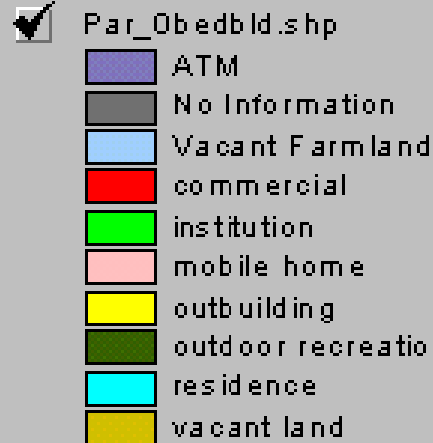 Par_Obedbld.shp
ATM
No Information
Vacant Farmland
commercial
institution
mobile home
outbuilding
outdoor recreatio
residence
vacant land